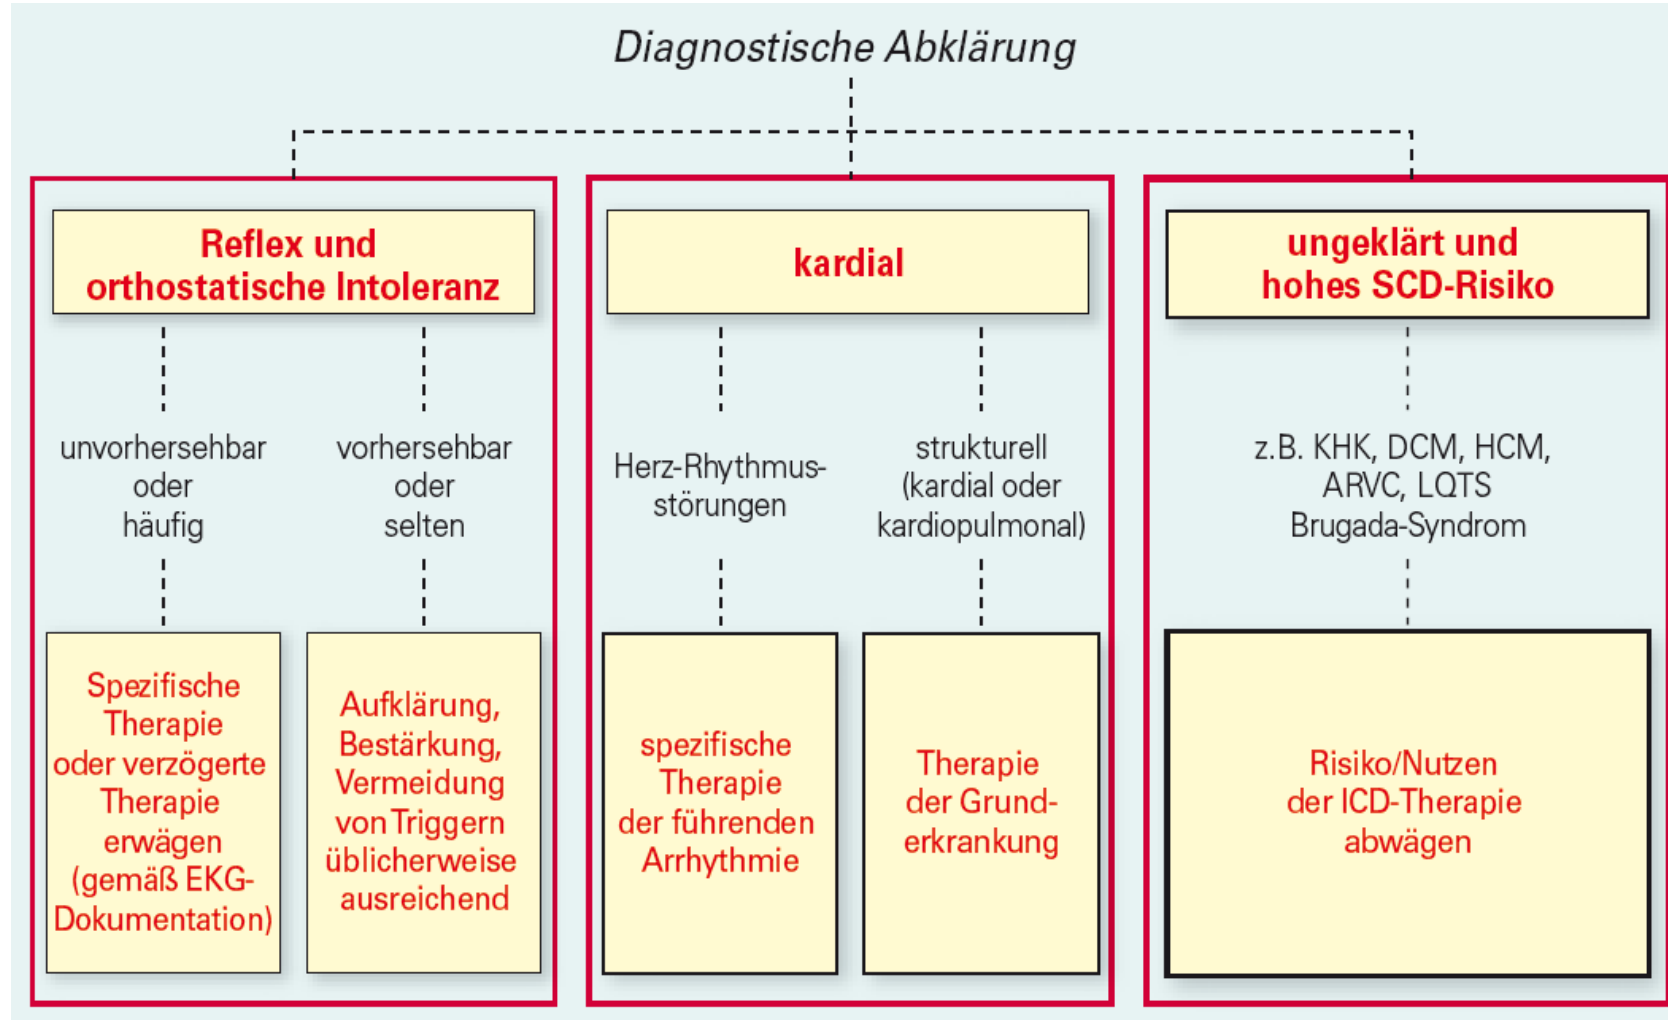 Diagnostische Abklärung
Reflex und
orthostatische Intoleranz
unvorhersehbar
oder
häufig
vorhersehbar
oder
selten
Spezifische
Therapie
oder verzögerte
Therapie
erwägen
(gemäß EKG-
Dokumentation)
Aufklärung,
Bestärkung,
Vermeidung
von Triggern
üblicherweise
ausreichend
kardial
Herz-Rhythmus-
störungen
strukturell
(kardial oder
kardiopulmonal)
spezifische
Therapie
der führenden
Arrhythmie
Therapie
der Grund-
erkrankung
ungeklärt und
hohes SCD-Risiko
z.B. KHK, DCM, HCM,
ARVC, LQTS
Brugada-Syndrom
Risiko/Nutzen
der ICD-Therapie
abwägen